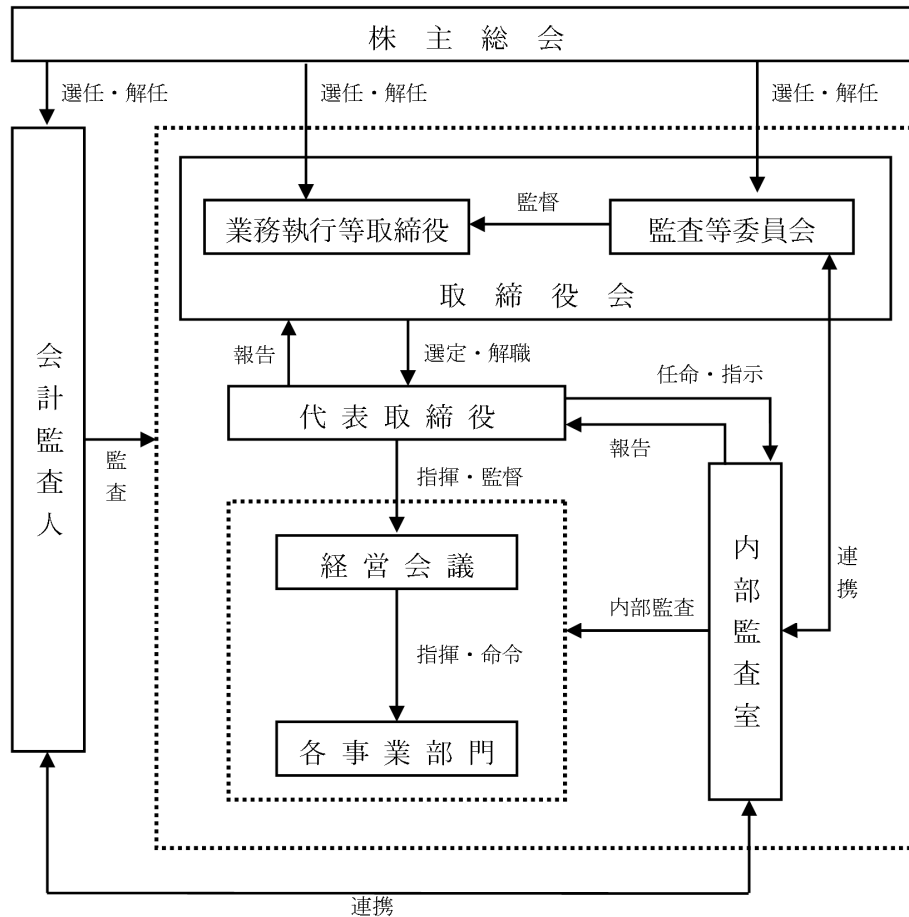 株主総会
選任・解任
選任・解任
選任・解任
監督
業務執行等取締役
監査等委員会
取締役会
報告
選定・解職
任命・指示
代表取締役
報告
会計監査人
監査
指揮・監督
経営会議
内部監査室
連携
内部監査
指揮・命令
各事業部門
連携